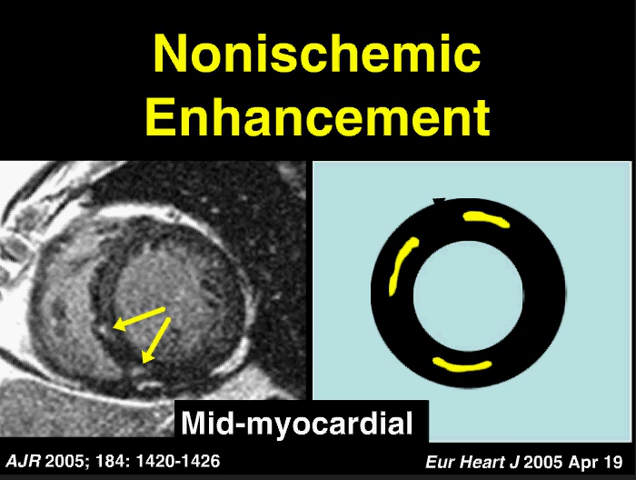 Nonischemic
Enhancement
Mid-myocardial
AJR 2005; 184: 1420-1426
Eur Heart J 2005 Apr 19